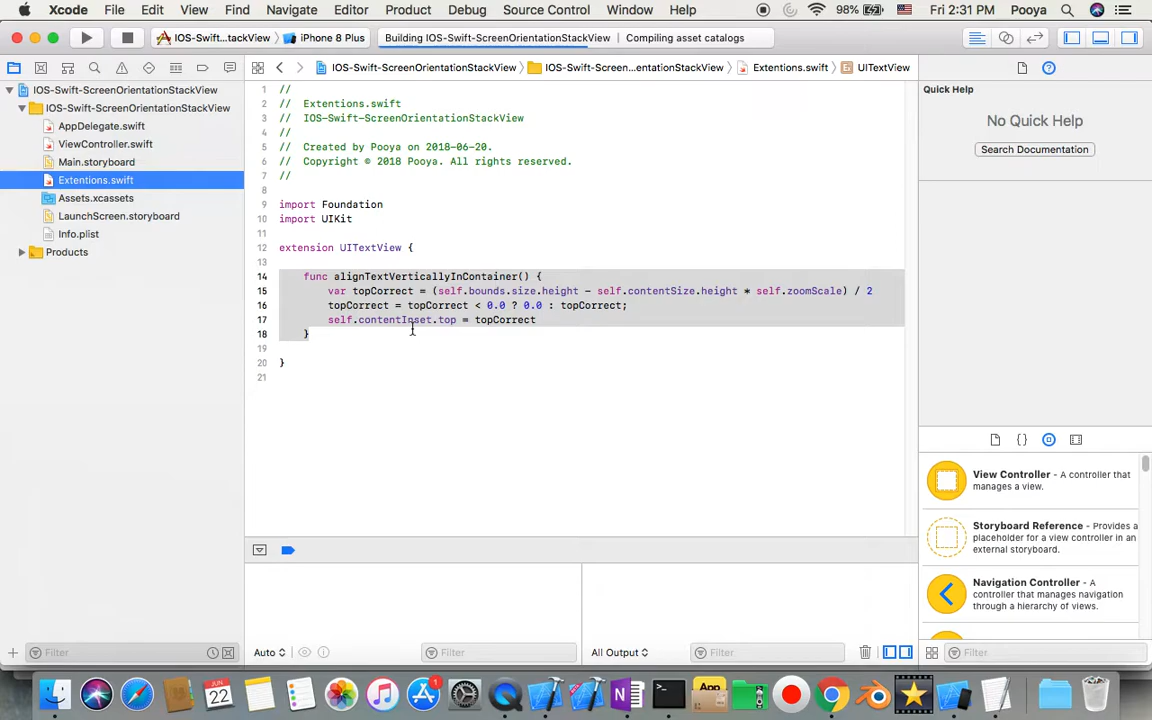 Xcode File Edit View Find Navigate Editor Product Debug Source Control Window Help 98% Fri 2:31 PM Pooya
IOS-Swift...tackView iPhone 8 Plus Building IOS-Swift-ScreenOrientationStackView Compiling asset catalogs
IOS-Swift-ScreenOrientationStackView IOS-Swift-Screen...entationStackView Extentions.swift UITextView
IOS-Swift-ScreenOrientationStackView
IOS-Swift-ScreenOrientationStackView
AppDelegate.swift
ViewController.swift
Main.storyboard
Extentions.swift
Assets.xcassets
LaunchScreen.storyboard
Info.plist
Products
1 //
2 // Extentions.swift
3 // IOS-Swift-ScreenOrientationStackView
4 //
5 // Created by Pooya on 2018-06-20.
6 // Copyright © 2018 Pooya. All rights reserved.
7 //
8
9 import Foundation
10 import UIKit
11
12 extension UITextView {
13
14 func alignTextVerticallyInContainer() {
15 var topCorrect = (self.bounds.size.height - self.contentSize.height * self.zoomScale) / 2
16 topCorrect = topCorrect < 0.0 ? 0.0 : topCorrect;
17 self.contentInset.top = topCorrect
18 }
19
20 }
21
Quick Help
No Quick Help
Search Documentation
View Controller - A controller that
manages a view.
Storyboard Reference - Provides a
placeholder for a view controller in an
external storyboard.
Navigation Controller - A
controller that manages navigation
through a hierarchy of views.
Filter Auto Filter All Output Filter Filter
JUN
22
1
App